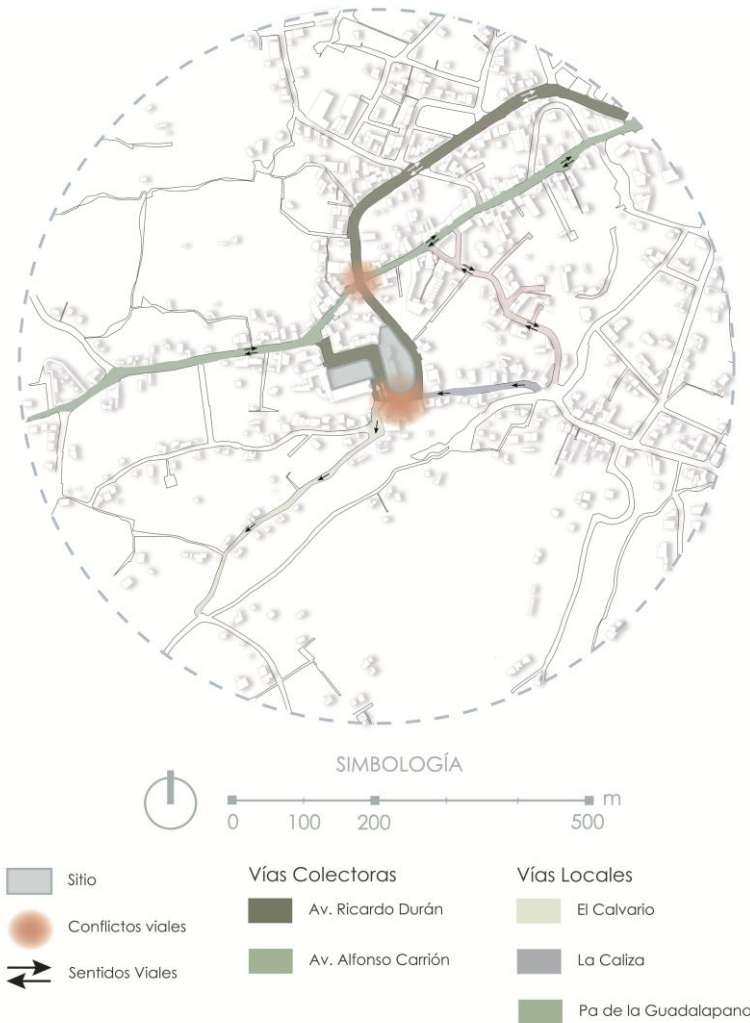 SIMBOLOGÍA
m
0 100 200 500
Sitio
Conflictos viales
Sentidos Viales
Vías Colectoras
Av. Ricardo Durán
Av. Alfonso Carrión
Vías Locales
El Calvario
La Caliza
Pa de la Guadalapano